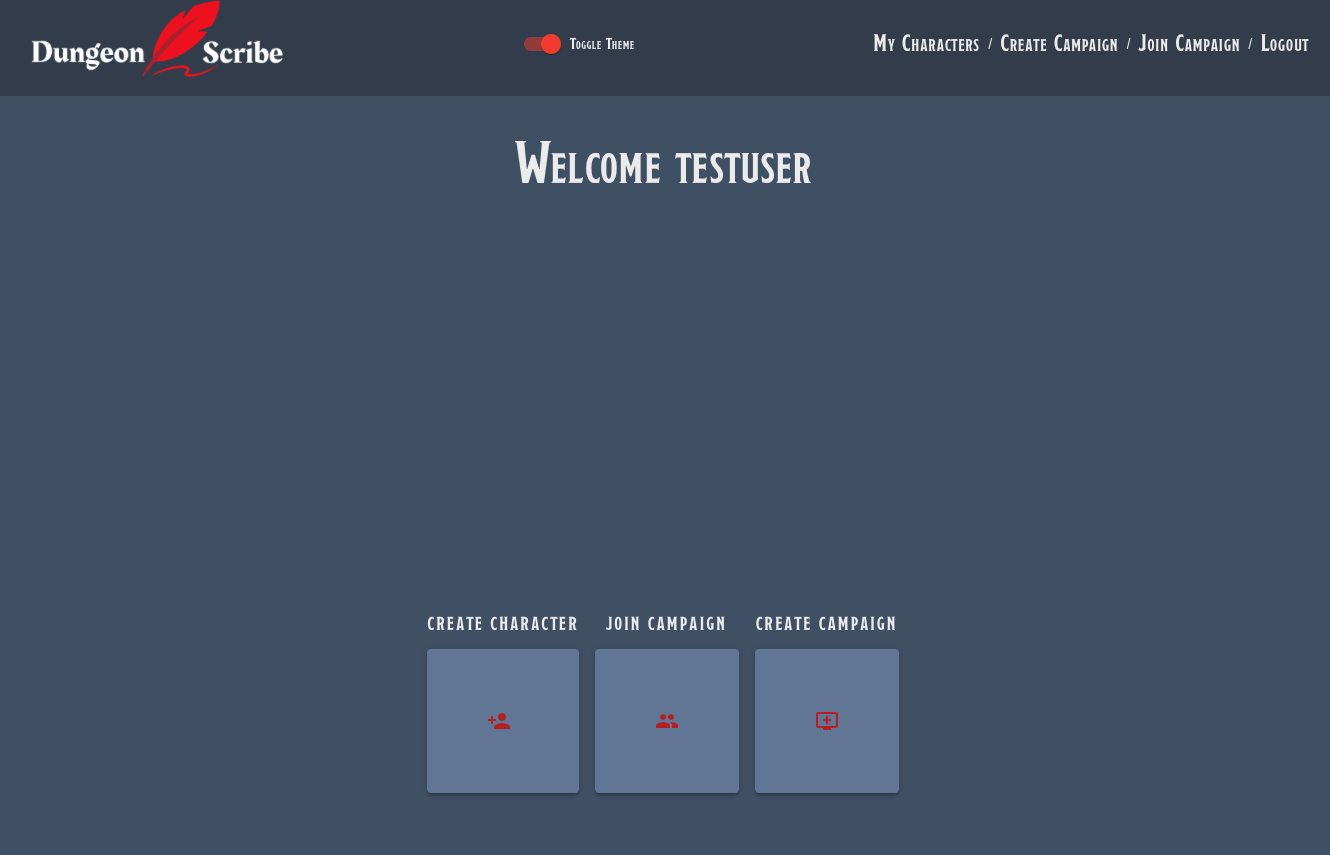 Dungeon Scribe
Toggle Theme
My Characters / Create Campaign / Join Campaign / Logout
Welcome testuser
CREATE CHARACTER
JOIN CAMPAIGN
CREATE CAMPAIGN